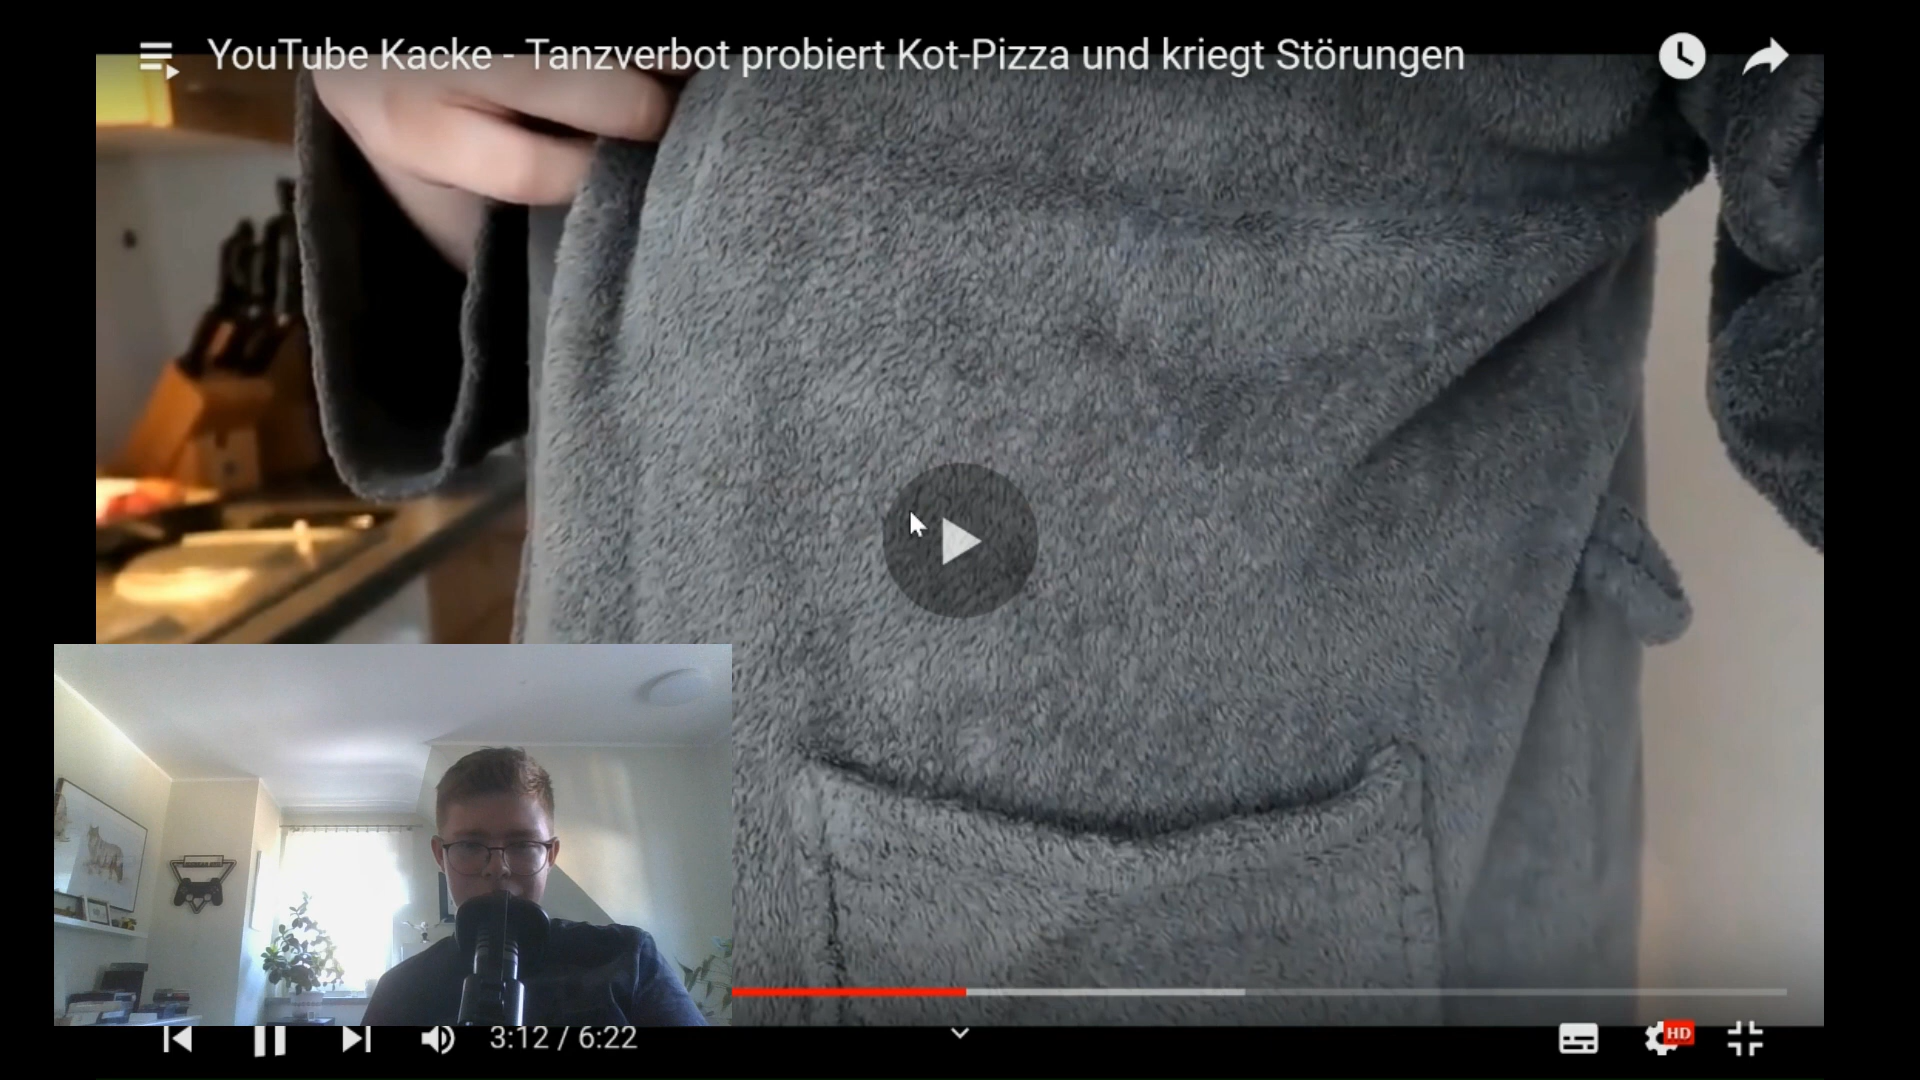 YouTube Kacke - Tanzverbot probiert Kot-Pizza und kriegt Störungen
3:12 / 6:22
HD